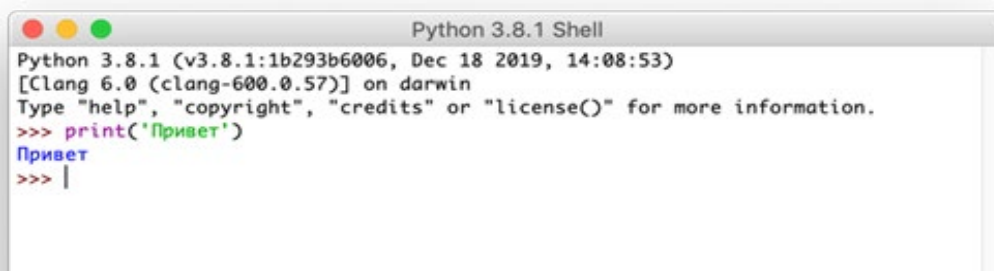 Python 3.8.1 Shell
Python 3.8.1 (v3.8.1:1b293b6006, Dec 18 2019, 14:08:53)
[Clang 6.0 (clang-600.0.57)] on darwin
Type "help", "copyright", "credits" or "license()" for more information.
>>> print('Привет')
Привет
>>>